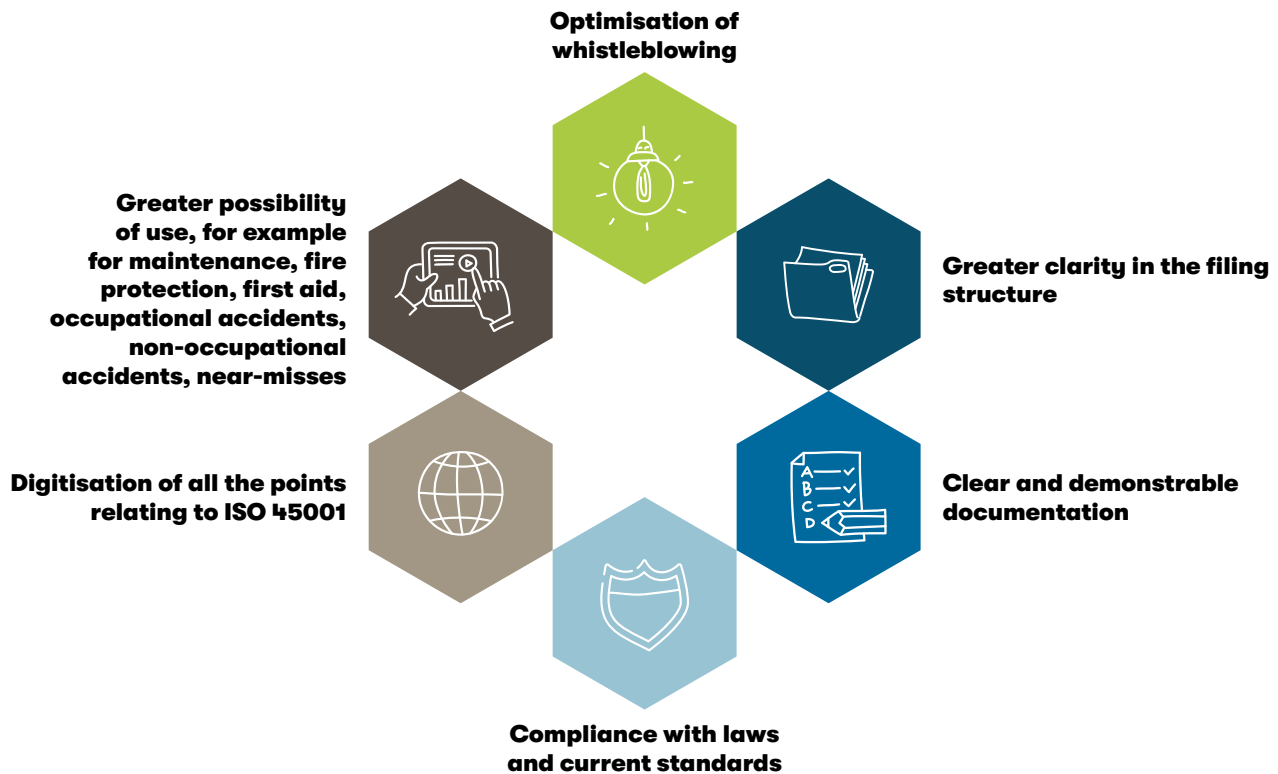 Optimisation of
whistleblowing
Greater possibility
of use, for example
for maintenance, fire
protection, first aid,
occupational accidents,
non-occupational
accidents, near-misses
Greater clarity in the filing
structure
Digitisation of all the points
relating to ISO 45001
A
B
C
D
Clear and demonstrable
documentation
Compliance with laws
and current standards